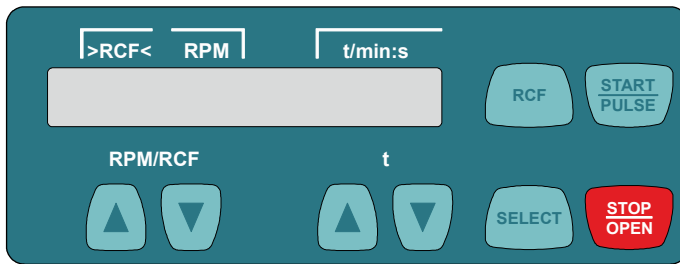 >RCF< RPM t/min:s
RCF
START
PULSE
RPM/RCF t
SELECT
STOP
OPEN